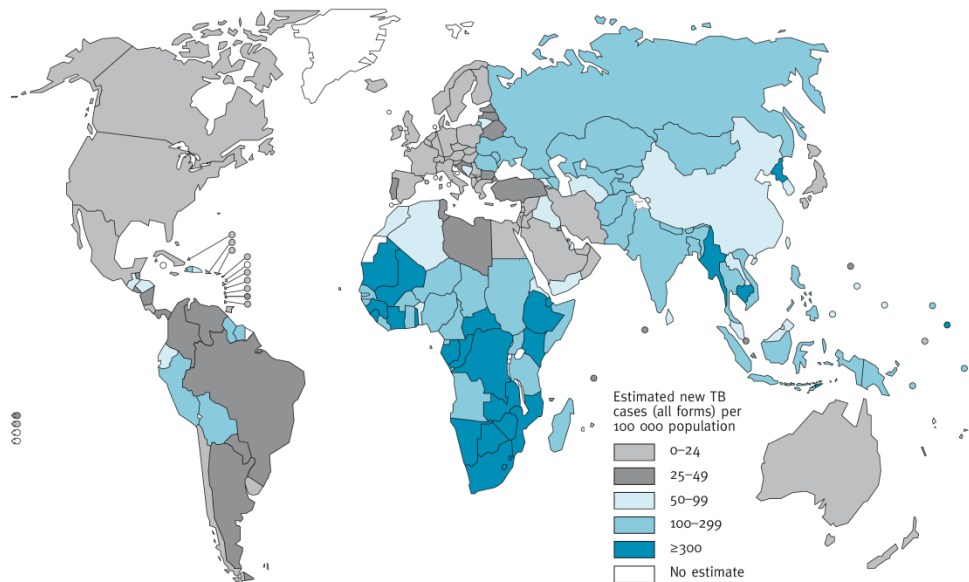 Estimated new TB
cases (all forms) per
100 000 population
0–24
25–49
50–99
100–299
≥300
No estimate